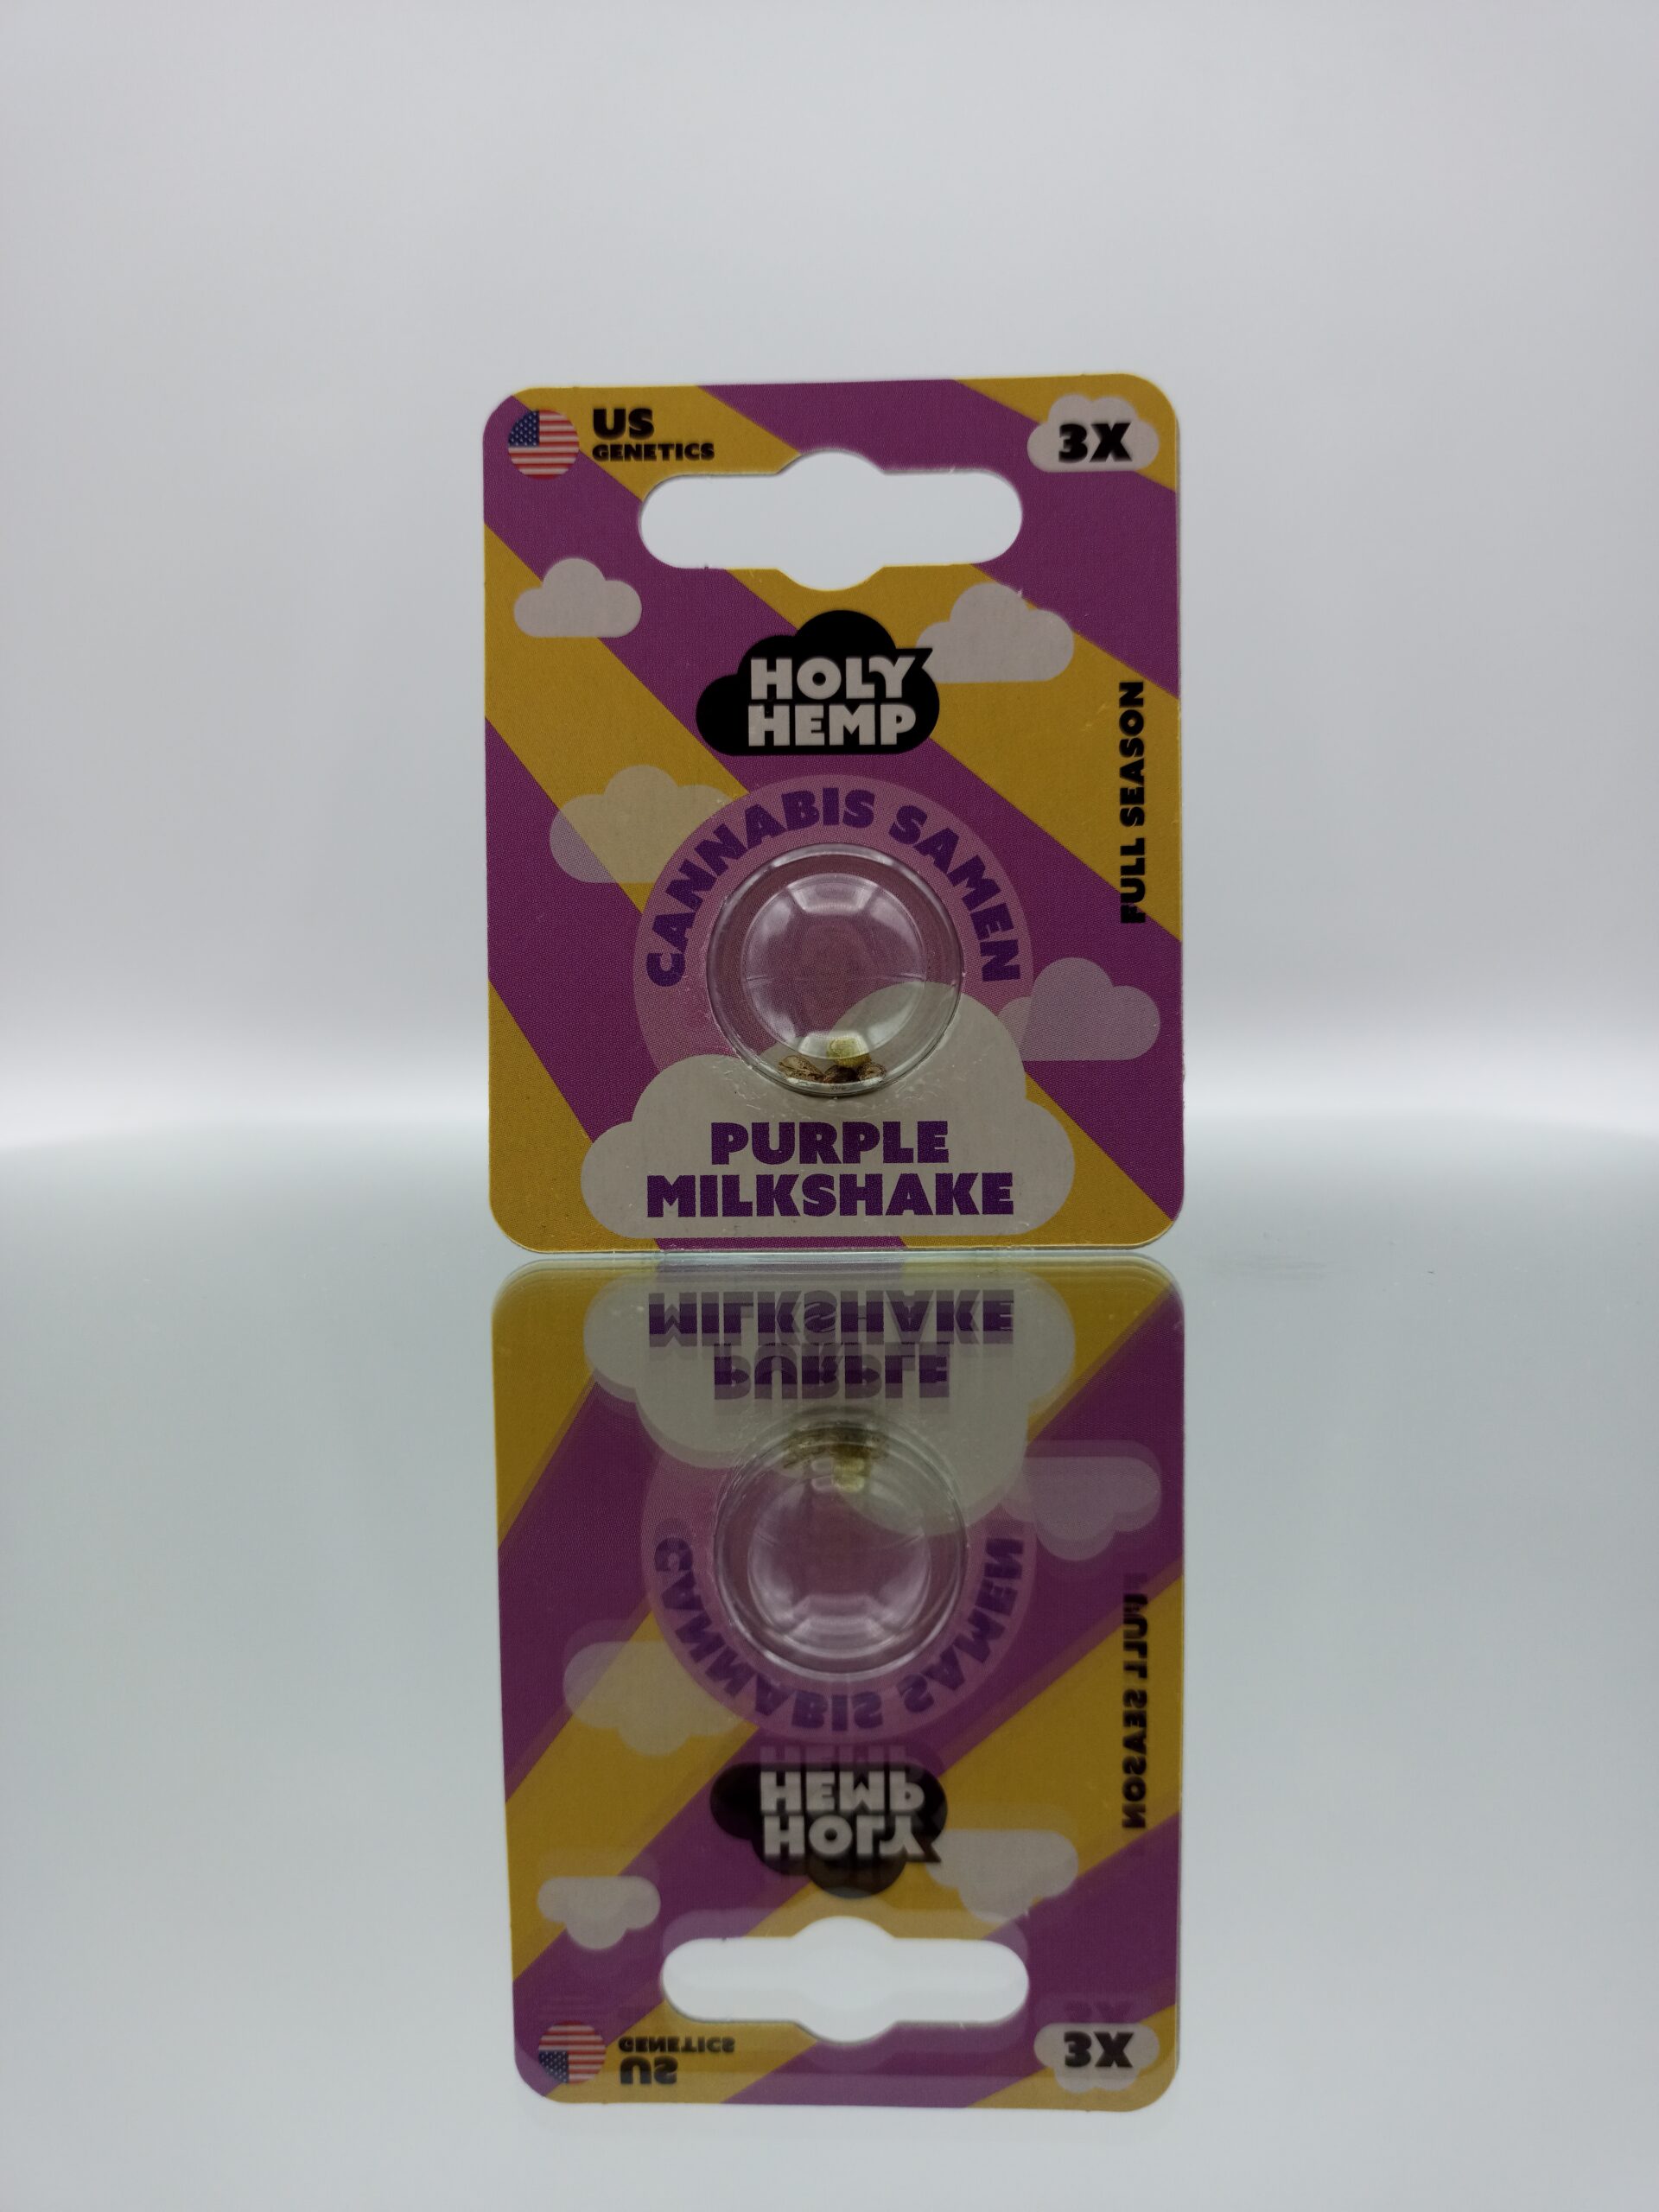 US
GENETICS
3X
HOLY
HEMP
FULL SEASON
CANNABIS SAMEN
PURPLE
MILKSHAKE